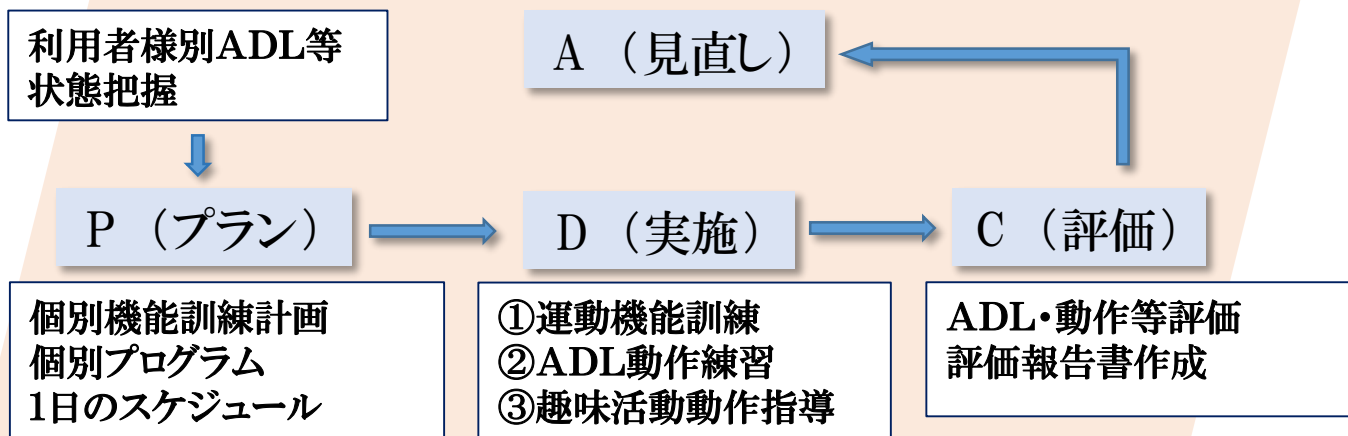 利用者様別ADL等
状態把握
A （見直し）
P （プラン）
D （実施）
C （評価）
個別機能訓練計画
個別プログラム
1日のスケジュール
①運動機能訓練
②ADL動作練習
③趣味活動動作指導
ADL・動作等評価
評価報告書作成